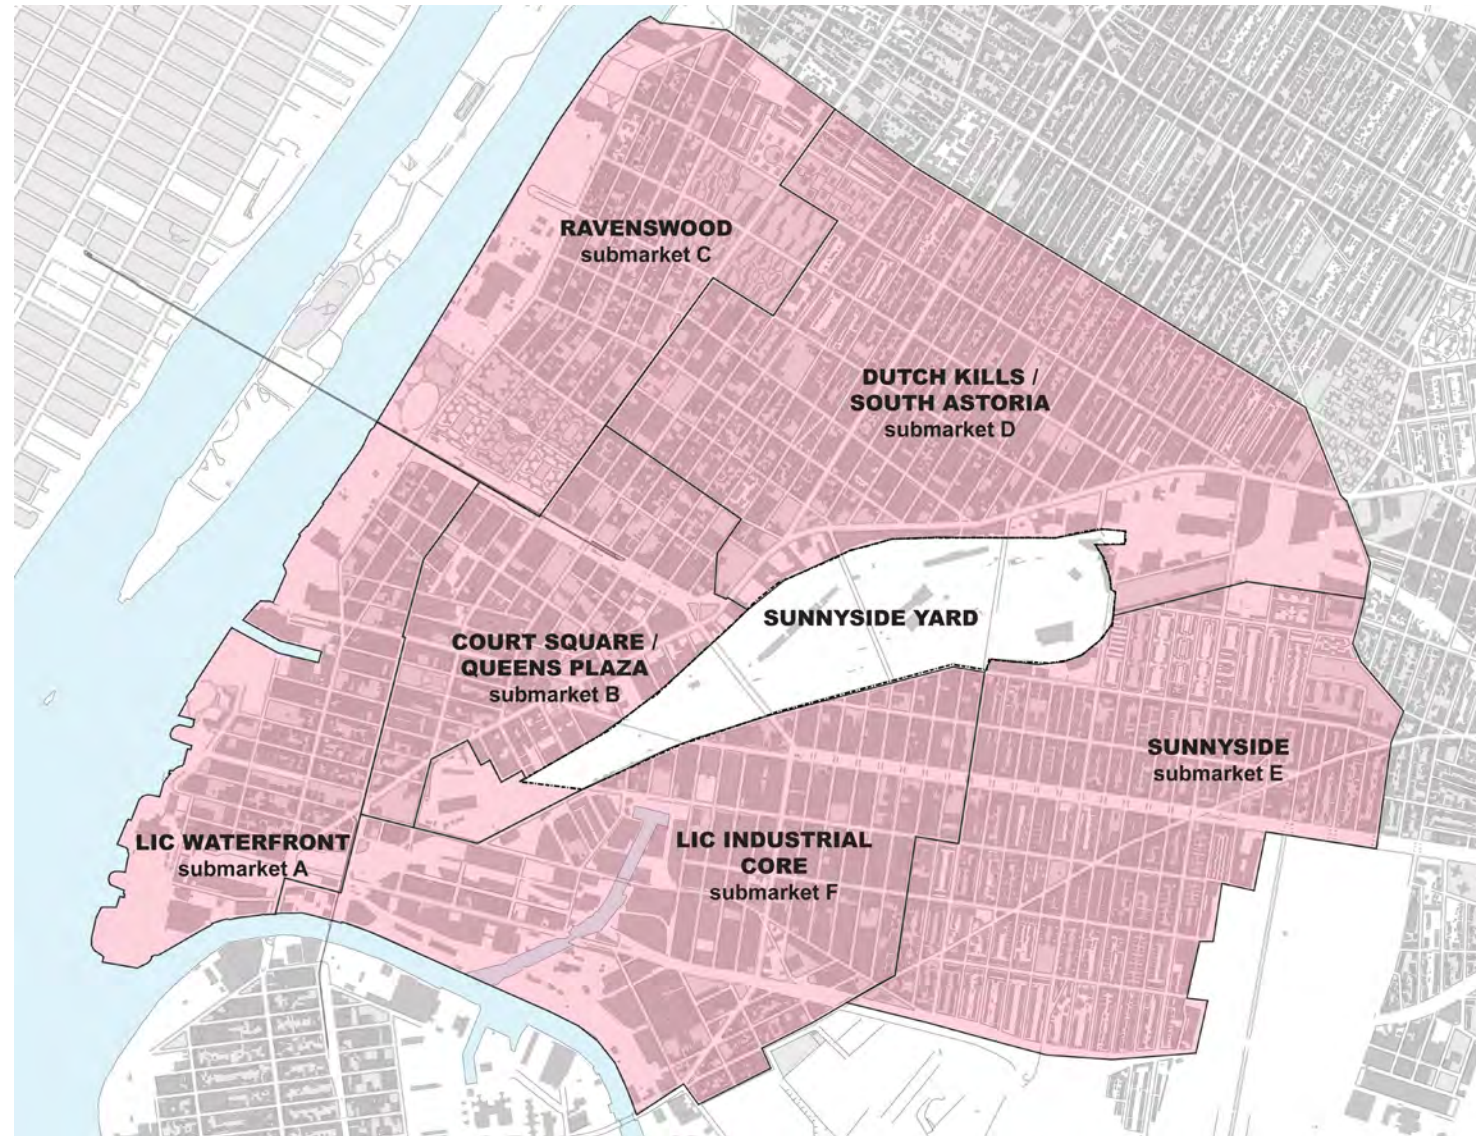 RAVENSWOOD
submarket C
DUTCH KILLS /
SOUTH ASTORIA
submarket D
SUNNYSIDE YARD
COURT SQUARE /
QUEENS PLAZA
submarket B
SUNNYSIDE
submarket E
LIC WATERFRONT
submarket A
LIC INDUSTRIAL
CORE
submarket F